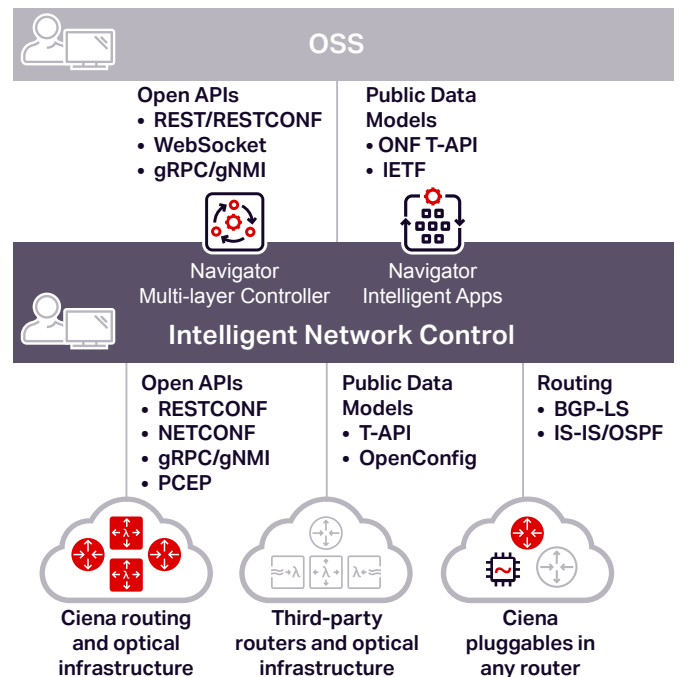 OSS
Open APIs
• REST/RESTCONF
• WebSocket
• gRPC/gNMI
Public Data
Models
• ONF T-API
• IETF
Navigator
Multi-layer Controller
Navigator
Intelligent Apps
Intelligent Network Control
Open APIs
• RESTCONF
• NETCONF
• gRPC/gNMI
• PCEP
Public Data
Models
• T-API
• OpenConfig
Routing
• BGP-LS
• IS-IS/OSPF
λ
λ
≈→λ
λ
λ←≈
Ciena routing
and optical
infrastructure
Third-party
routers and optical
infrastructure
Ciena
pluggables in
any router